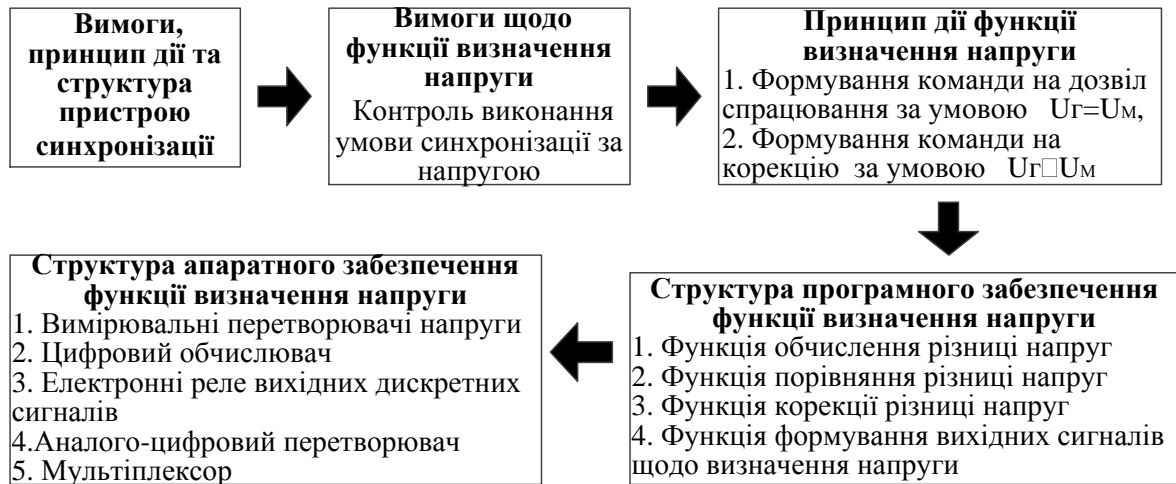 Вимоги,
принцип дії та
структура
пристрою
синхронізації
Вимоги щодо
функції визначення
напруги
Контроль виконання
умови синхронізації за
напругою
Принцип дії функції
визначення напруги
1. Формування команди на дозвіл
спрацювання за умовою Uг=Uм,
2. Формування команди на
корекцію за умовою Uг□Uм
Структура програмного забезпечення
функції визначення напруги
1. Функція обчислення різниці напруг
2. Функція порівняння різниці напруг
3. Функція корекції різниці напруг
4. Функція формування вихідних сигналів
щодо визначення напруги
Структура апаратного забезпечення
функції визначення напруги
1. Вимірювальні перетворювачі напруги
2. Цифровий обчислювач
3. Електронні реле вихідних дискретних
сигналів
4.Аналого-цифровий перетворювач
5. Мультіплексор